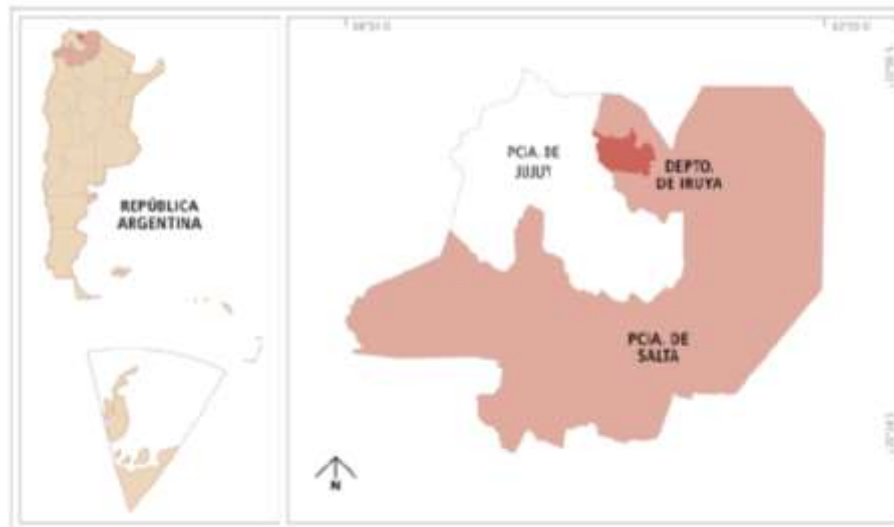 REPÚBLICA
ARGENTINA
PCIA. DE
JUJUY
DEPTO.
DE IRUYA
PCIA. DE
SALTA
N